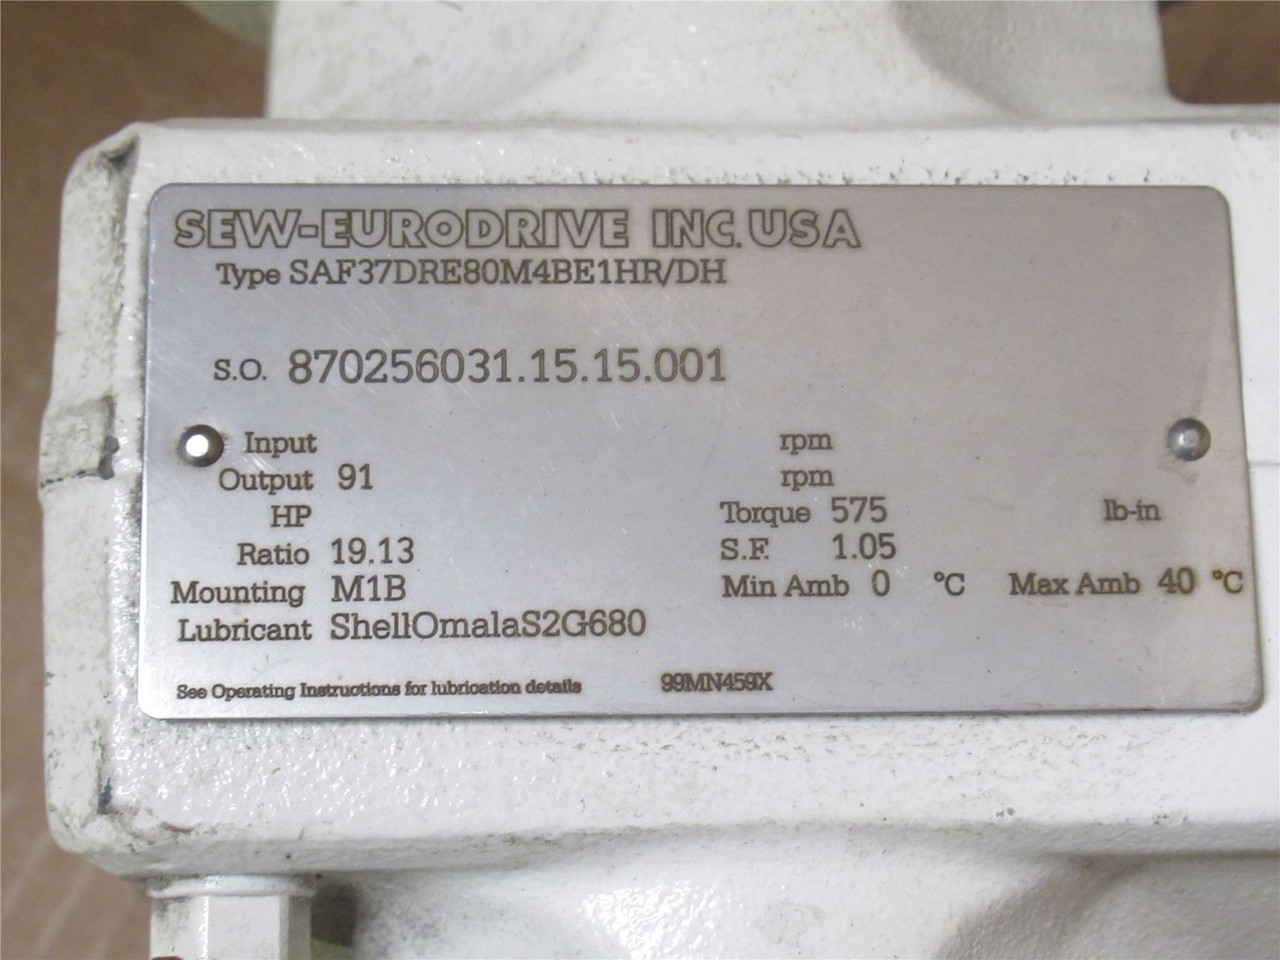 SEW-EURODRIVE INC. USA
Type SAF37DRE80M4BE1HR/DH
S.O. 870256031.15.15.001
Input rpm
Output 91 rpm
HP Torque 575 lb-in
Ratio 19.13 S.F. 1.05
Mounting M1B Min Amb 0 °C Max Amb 40 °C
Lubricant ShellOmalaS2G680
See Operating Instructions for lubrication details 99MN459X